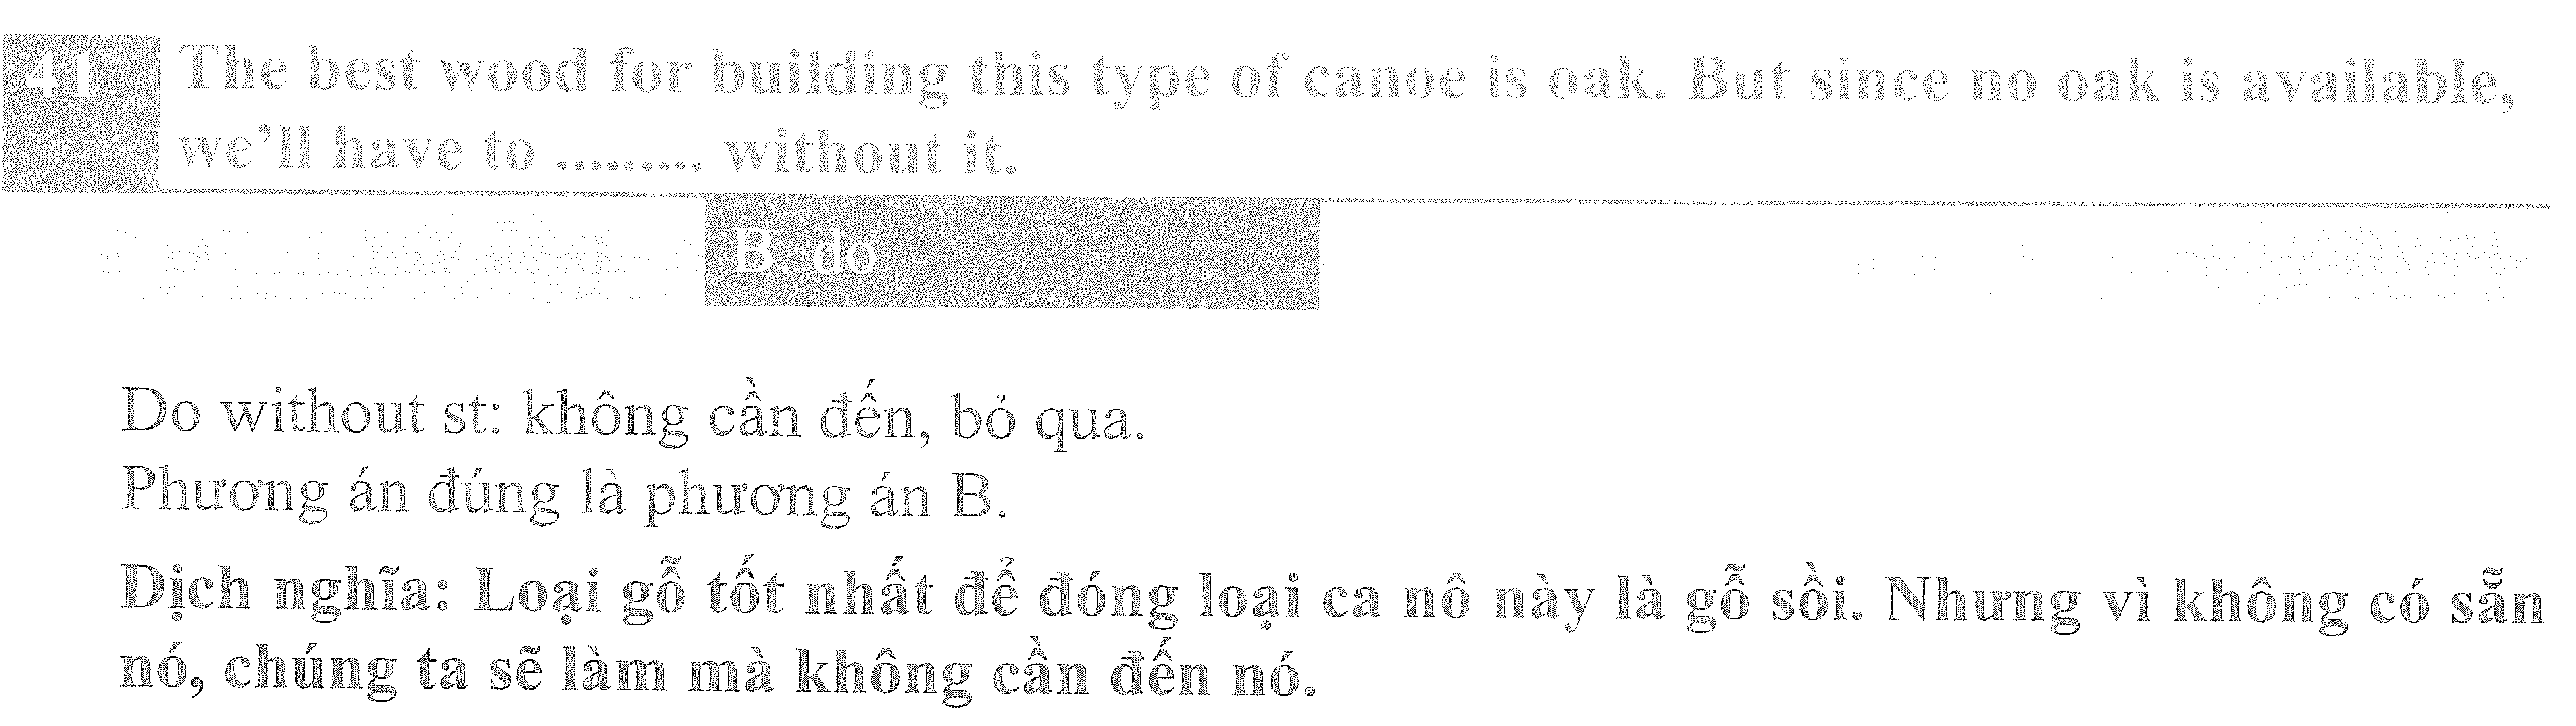 41 The best wood for building this type of canoe is oak. But since no oak is available,
we'll have to ......... without it.
B. do
Do without st: không cần đến, bỏ qua.
Phương án đúng là phương án B.
Dịch nghĩa: Loại gỗ tốt nhất để đóng loại ca nô này là gỗ sồi. Nhưng vì không có sẵn
nó, chúng ta sẽ làm mà không cần đến nó.